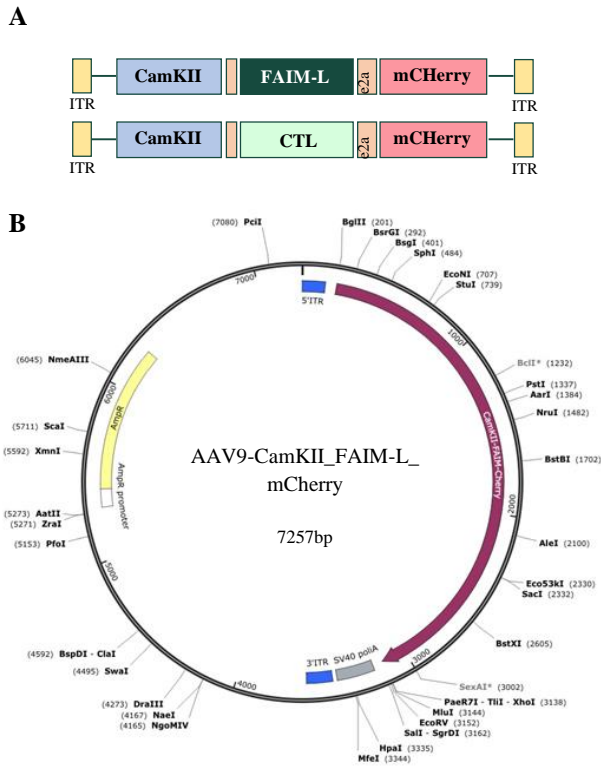 A
CamKII
FAIM-L
e2a
mCHerry
ITR
ITR
CamKII
CTL
e2a
mCHerry
ITR
ITR
B
(7080) PciI
BglII (201)
BsrGI (292)
BsgI (401)
SphI (484)
EcoNI (707)
StuI (739)
7000
5'ITR
1000
(6045) NmeAIII
BclI* (1232)
6000
PstI (1337)
AarI (1384)
NruI (1482)
(5711) ScaI
AmpR
CamKII-FAIM-Cherry
(5592) XmnI
BstBI (1702)
AAV9-CamKII_FAIM-L_
mCherry
AmpR promoter
2000
(5273) AatII
(5271) ZraI
7257bp
(5153) PfoI
AleI (2100)
5000
Eco53kI (2330)
SacI (2332)
BstXI (2605)
(4592) BspDI - ClaI
(4495) SwaI
3'ITR
SV40 poliA
3000
4000
SexAI* (3002)
(4273) DraIII
(4167) NaeI
(4165) NgoMIV
PaeR7I - TliI - XhoI (3138)
MluI (3144)
EcoRV (3152)
SalI - SgrDI (3162)
HpaI (3335)
MfeI (3344)